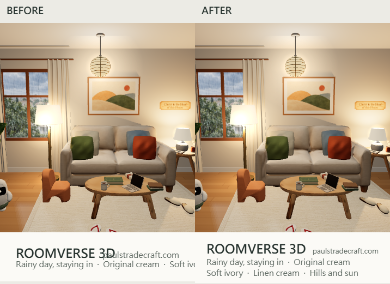 BEFORE
AFTER
ROOMVERSE 3D paulstradecraft.com
Rainy day, staying in · Original cream · Soft iv
ROOMVERSE 3D paulstradecraft.com
Rainy day, staying in · Original cream
Soft ivory · Linen cream · Hills and sun